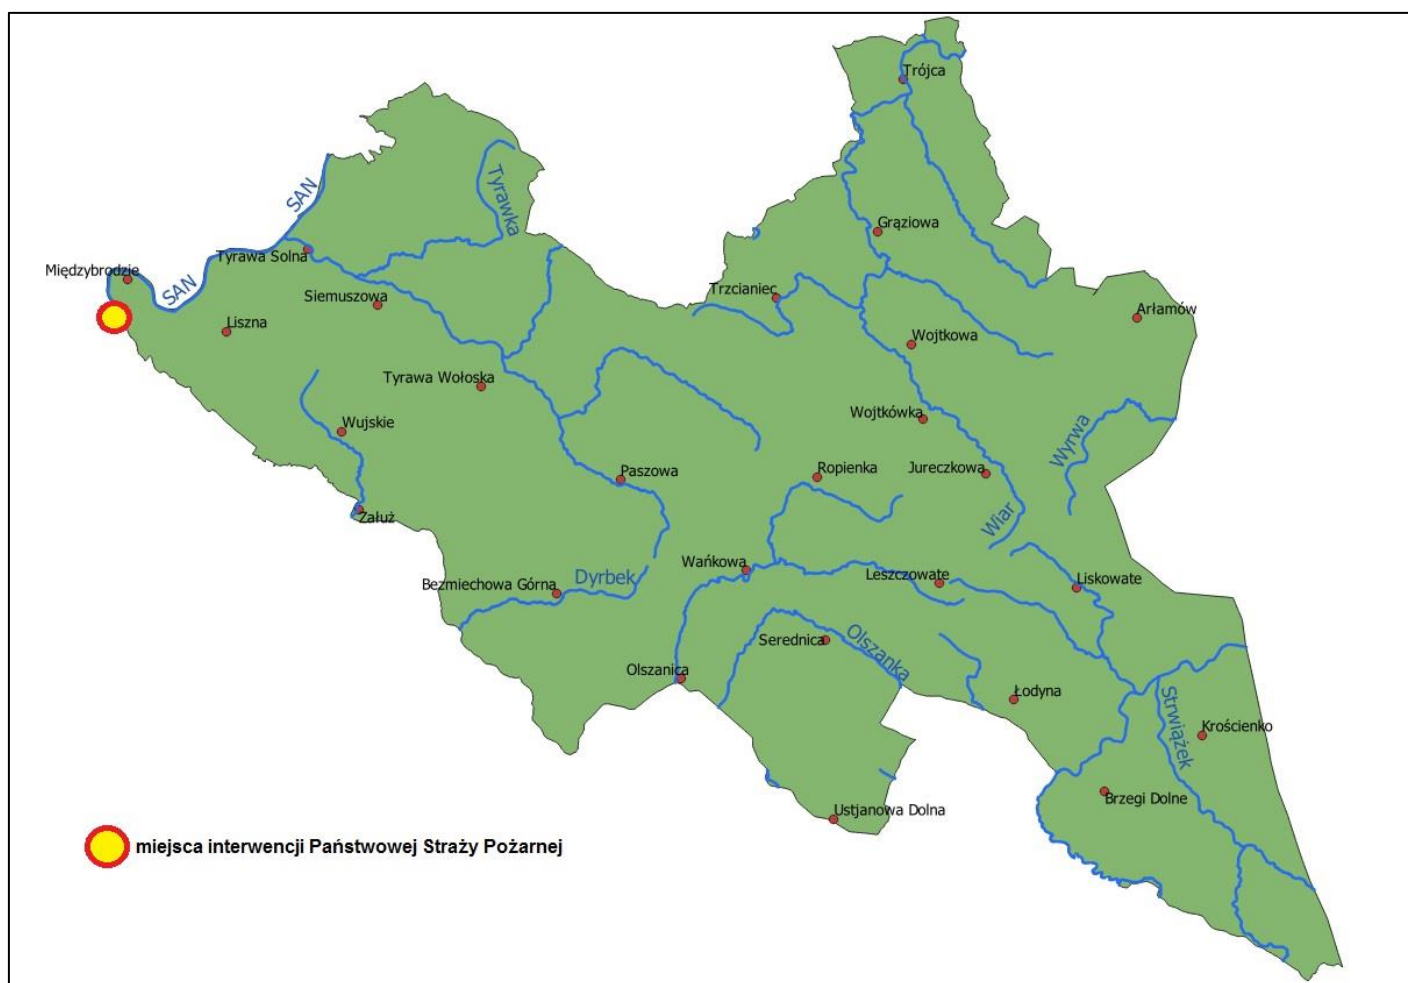 Trójca
SAN
Tyrawka
Grąziowa
Tyrawa Solna
Międzybrodzie
SAN
Siemuszowa
Trzcianiec
Liszna
Arłamów
Wojtkowa
Tyrawa Wołoska
Wojtkówka
Wujskie
Wyrwa
Paszowa
Ropienka
Jureczkowa
Załuż
Wiar
Wańkowa
Leszczowate
Liskowate
Bezmiechowa Górna
Dyrbek
Serednica
Olszanka
Olszanica
Łodyna
Strwiążek
Krościenko
Brzegi Dolne
Ustjanowa Dolna
miejsca interwencji Państwowej Straży Pożarnej